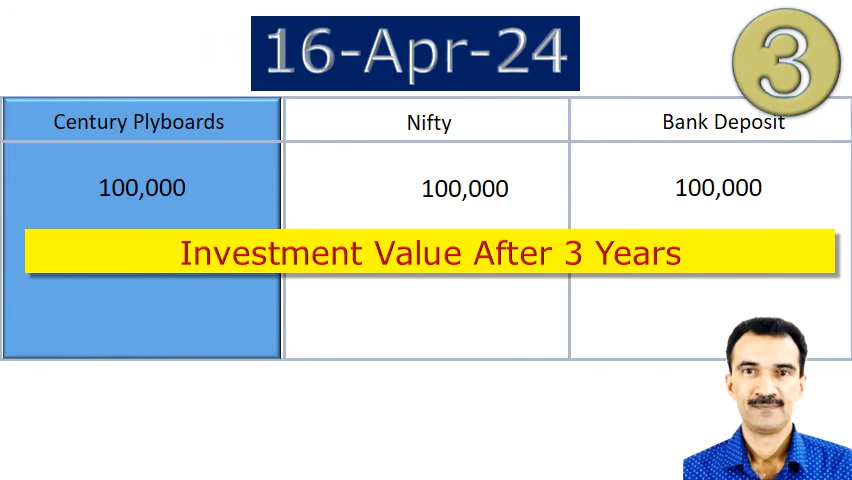 16-Apr-24
3
Century Plyboards
Nifty
Bank Deposit
100,000
100,000
100,000
Investment Value After 3 Years